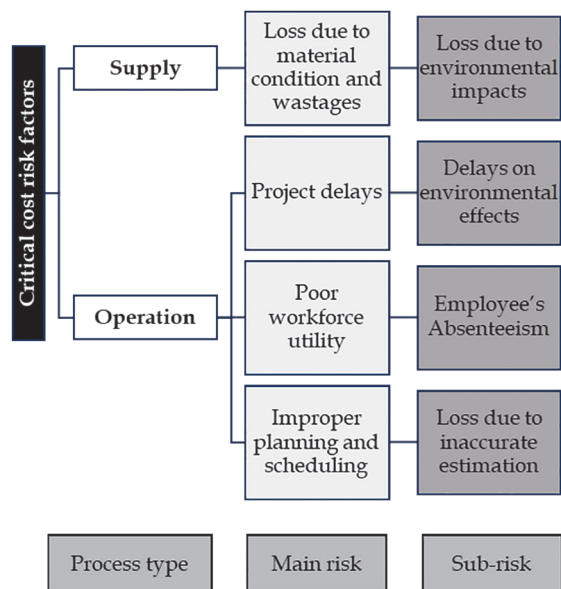 Critical cost risk factors
Supply
Loss due to
material
condition and
wastages
Loss due to
environmental
impacts
Operation
Project delays
Delays on
environmental
effects
Poor
workforce
utility
Employee's
Absenteeism
Improper
planning and
scheduling
Loss due to
inaccurate
estimation
Process type
Main risk
Sub-risk